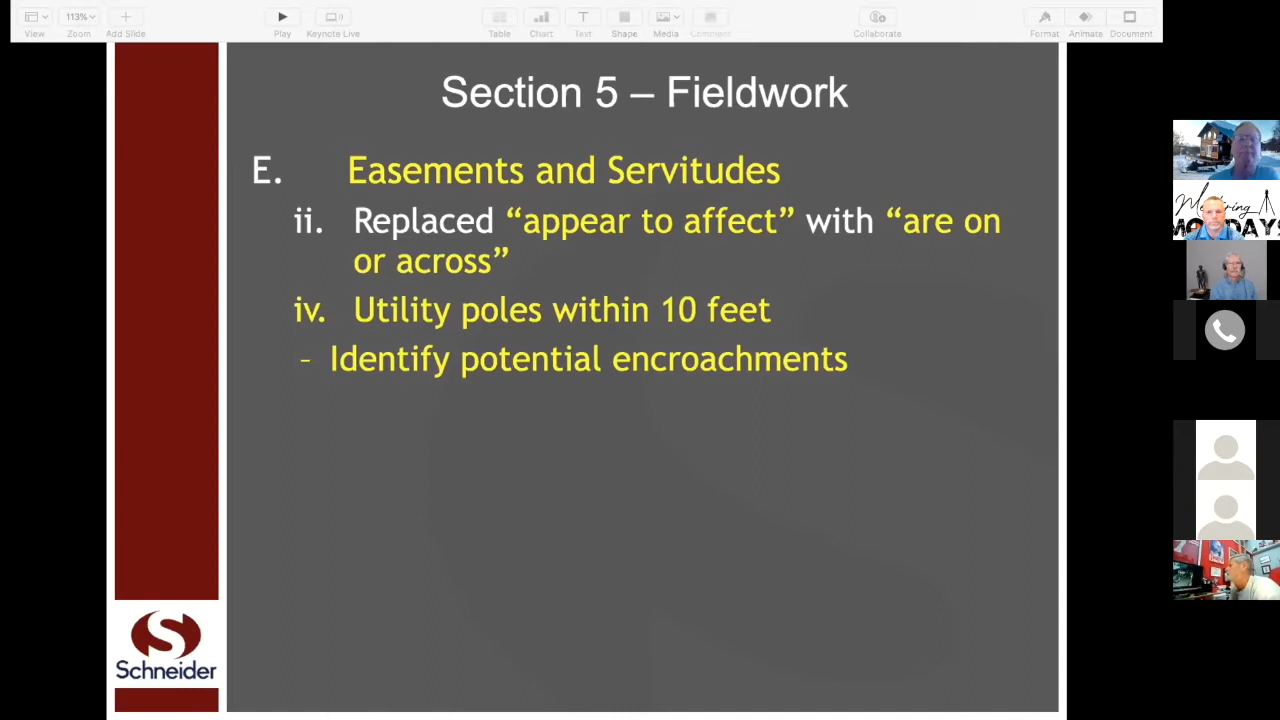 113%
View
Zoom
Add Slide
Play
Keynote Live
Table
Chart
Text
Shape
Media
Comment
Collaborate
Format
Animate
Document
Section 5 – Fieldwork
E. Easements and Servitudes
ii. Replaced “appear to affect” with “are on
or across”
iv. Utility poles within 10 feet
– Identify potential encroachments
Schneider